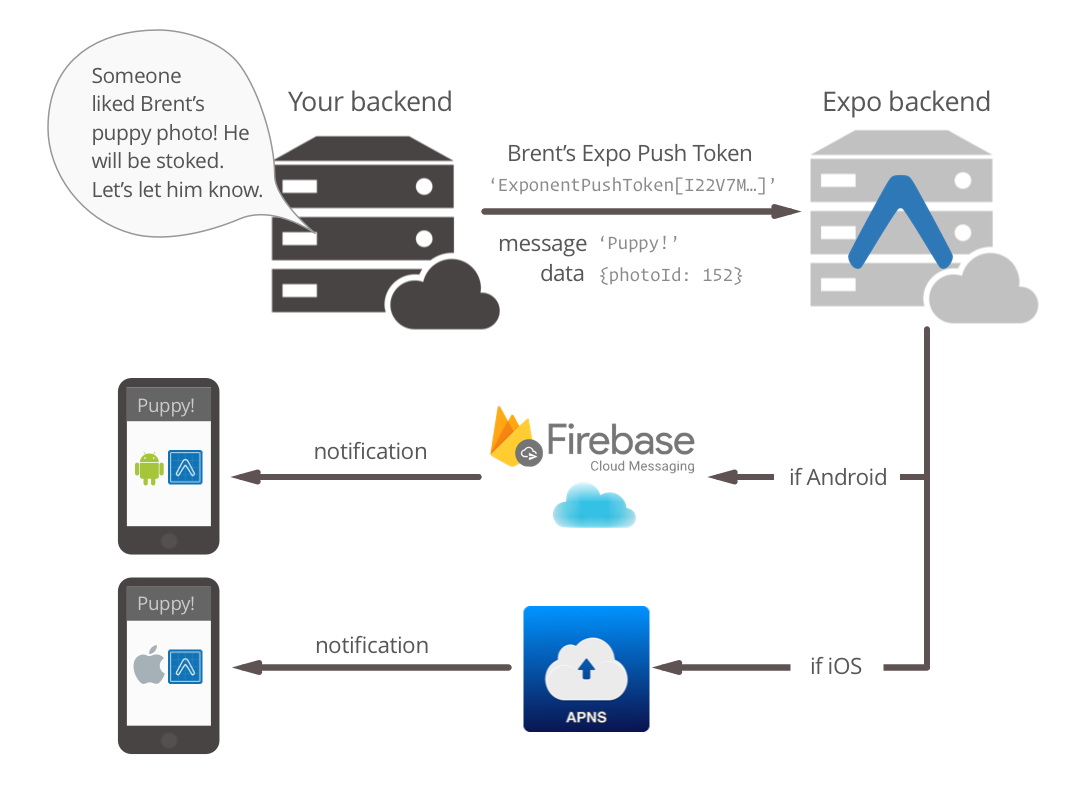 Someone
liked Brent’s
puppy photo! He
will be stoked.
Let’s let him know.
Your backend
Expo backend
Brent’s Expo Push Token
‘ExponentPushToken[I22V7M…]’
message ‘Puppy!’
data {photoId: 152}
Puppy!
notification
Firebase
Cloud Messaging
if Android
Puppy!
notification
APNS
if iOS